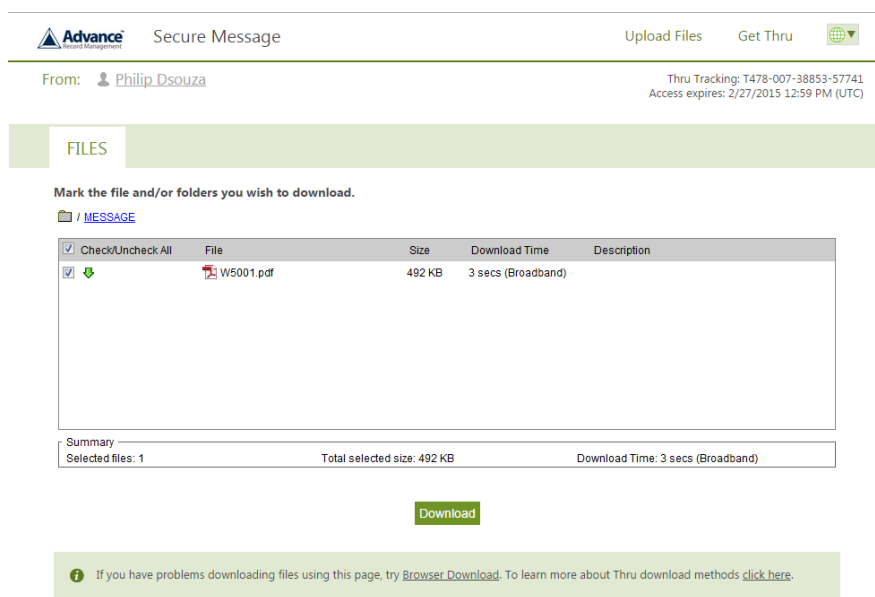 Advance Secure Message Upload Files Get Thru
Record Management
From: Philip Dsouza Thru Tracking: T478-007-38853-57741
Access expires: 2/27/2015 12:59 PM (UTC)
FILES
Mark the file and/or folders you wish to download.
/ MESSAGE
Check/Uncheck All File Size Download Time Description
W5001.pdf 492 KB 3 secs (Broadband)
Summary
Selected files: 1 Total selected size: 492 KB Download Time: 3 secs (Broadband)
Download
If you have problems downloading files using this page, try Browser Download. To learn more about Thru download methods click here.